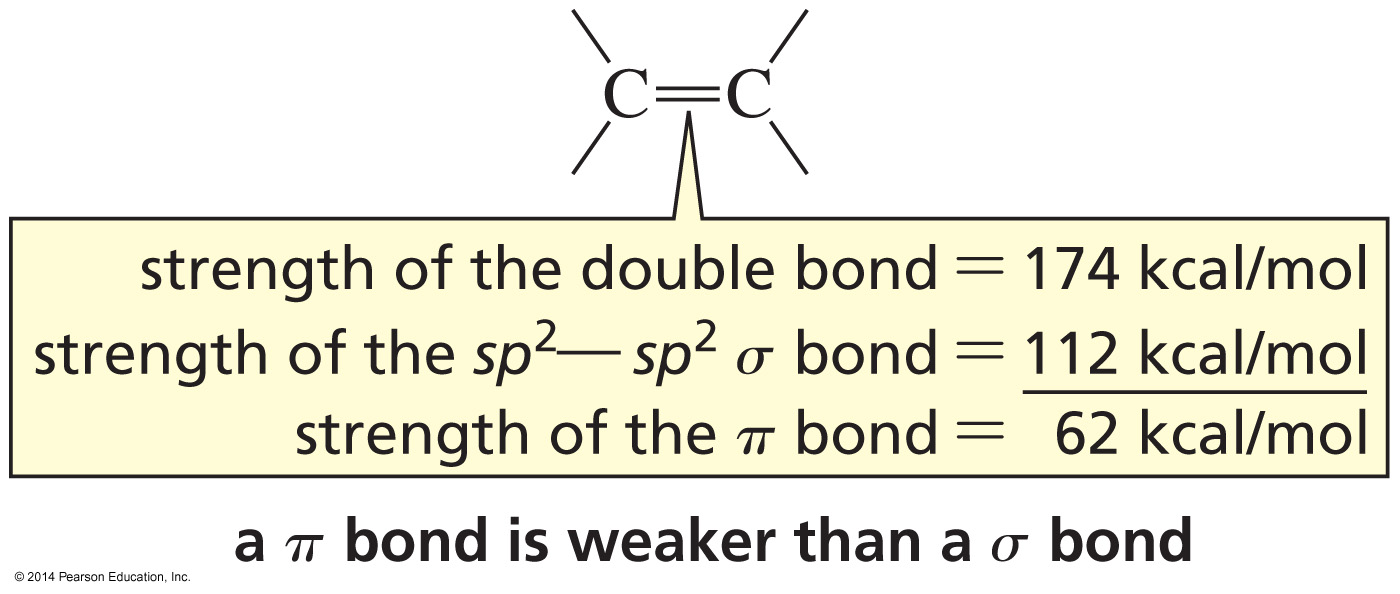 C=C
strength of the double bond = 174 kcal/mol
strength of the sp²— sp² σ bond = 112 kcal/mol
strength of the π bond = 62 kcal/mol
a π bond is weaker than a σ bond
© 2014 Pearson Education, Inc.